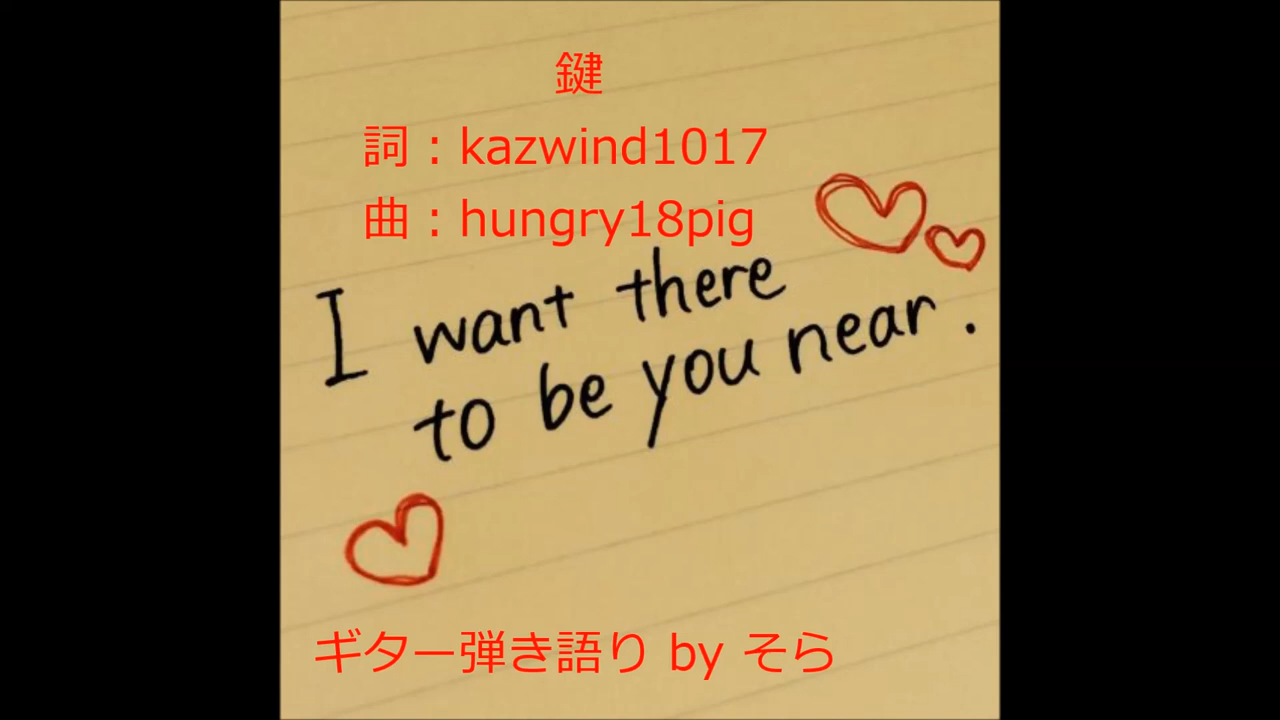 鍵
詞：kazwind1017
曲：hungry18pig
I want there
to be you near.
ギター弾き語り by そら